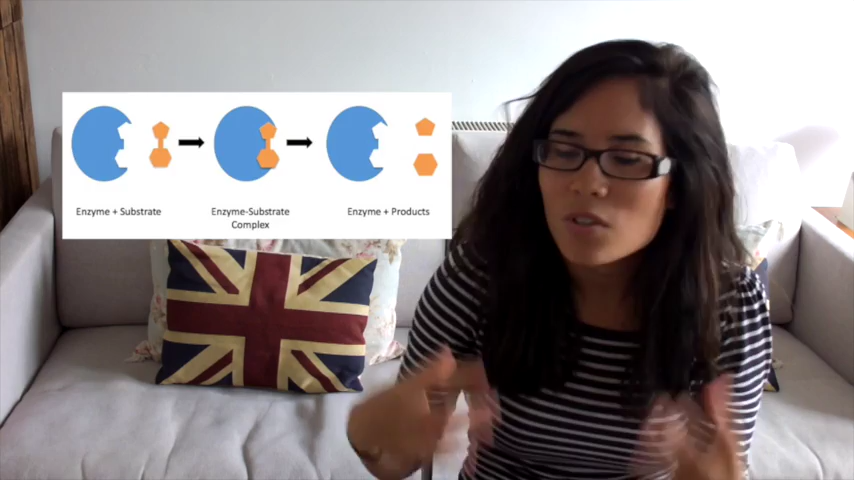 Enzyme + Substrate
Enzyme-Substrate
Complex
Enzyme + Products